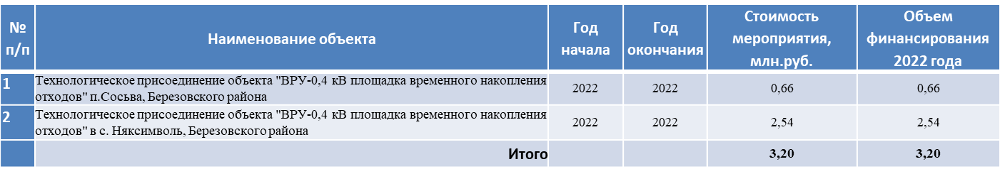 № п/п
Наименование объекта
Год начала
Год окончания
Стоимость мероприятия, млн.руб.
Объем финансирования 2022 года
1
Технологическое присоединение объекта "ВРУ-0,4 кВ площадка временного накопления
отходов" п.Сосьва, Березовского района
2022
2022
0,66
0,66
2
Технологическое присоединение объекта "ВРУ-0,4 кВ площадка временного накопления
отходов" в с. Няксимволь, Березовского района
2022
2022
2,54
2,54
Итого
3,20
3,20